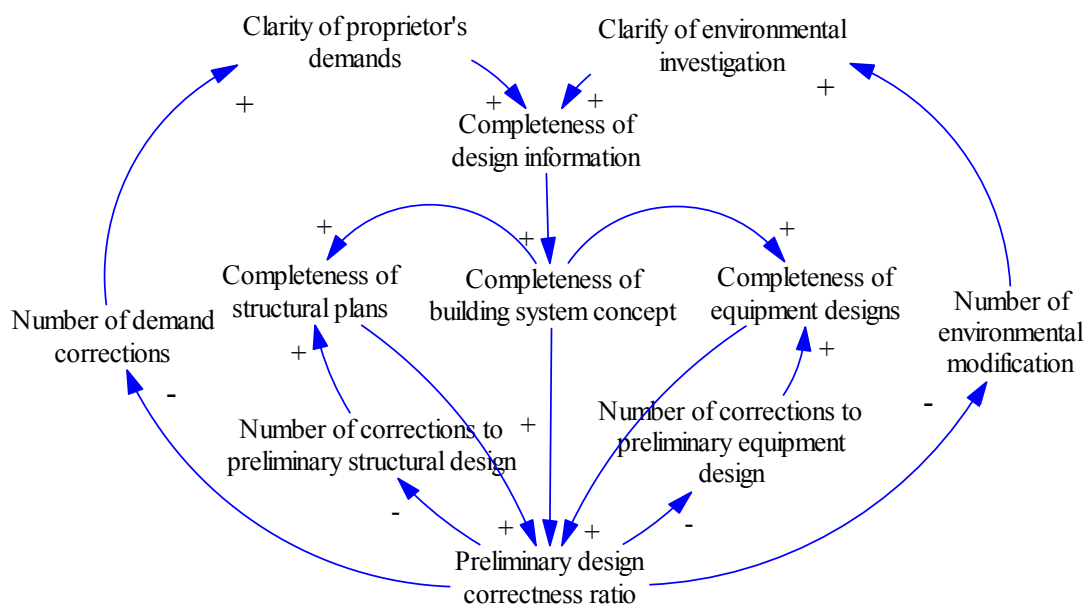 Clarity of proprietor's
demands
Clarify of environmental
investigation
+
+
+
+
Completeness of
design information
+
+
+
Completeness of
structural plans
Completeness of
building system concept
Completeness of
equipment designs
Number of demand
corrections
Number of
environmental
modification
+
+
-
-
Number of corrections to
preliminary structural design
+
Number of corrections to
preliminary equipment
design
-
-
+
+
Preliminary design
correctness ratio